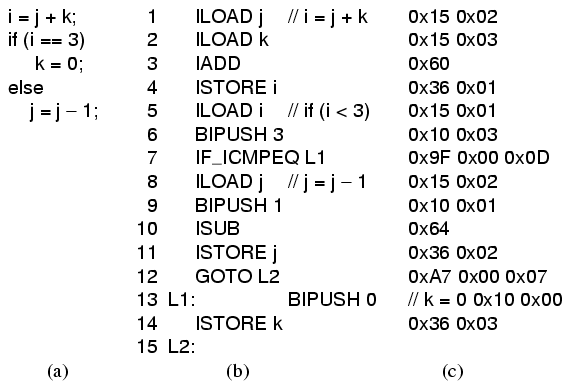 i = j + k; 1 ILOAD j // i = j + k 0x15 0x02
if (i == 3) 2 ILOAD k 0x15 0x03
k = 0; 3 IADD 0x60
else 4 ISTORE i 0x36 0x01
j = j – 1; 5 ILOAD i // if (i < 3) 0x15 0x01
6 BIPUSH 3 0x10 0x03
7 IF_ICMPEQ L1 0x9F 0x00 0x0D
8 ILOAD j // j = j – 1 0x15 0x02
9 BIPUSH 1 0x10 0x01
10 ISUB 0x64
11 ISTORE j 0x36 0x02
12 GOTO L2 0xA7 0x00 0x07
13 L1: BIPUSH 0 // k = 0 0x10 0x00
14 ISTORE k 0x36 0x03
15 L2:
(a) (b) (c)